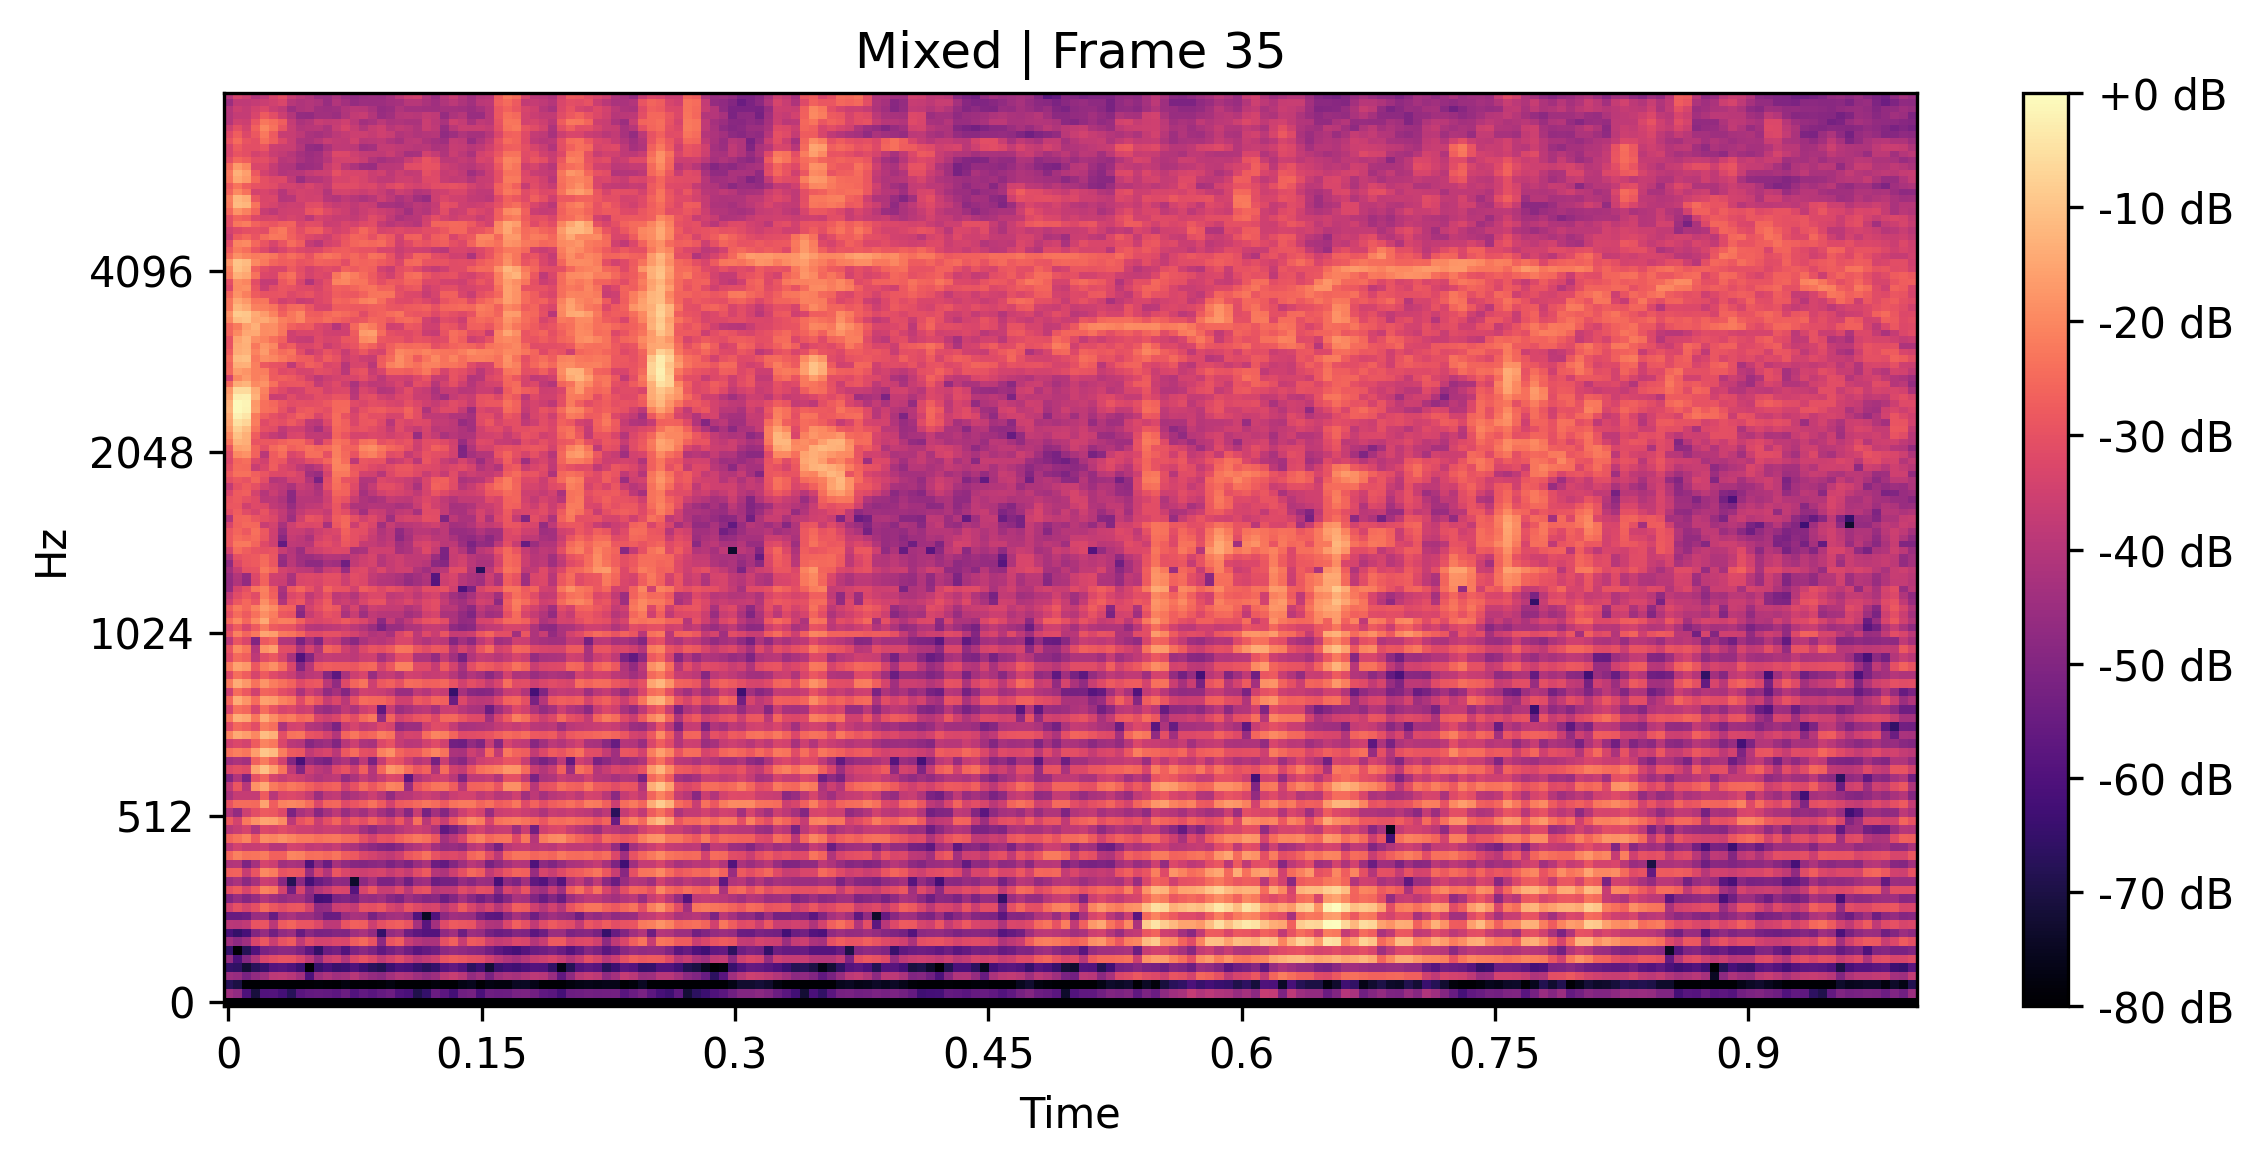 Mixed | Frame 35
+0 dB
-10 dB
-20 dB
-30 dB
-40 dB
-50 dB
-60 dB
-70 dB
-80 dB
4096
2048
1024
512
0
Hz
0 0.15 0.3 0.45 0.6 0.75 0.9
Time